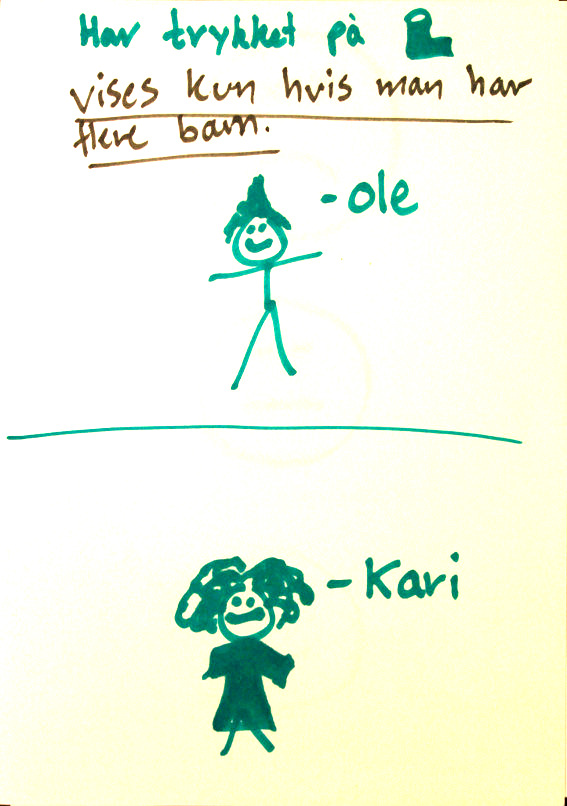 Har trykket på
vises kun hvis man har
flere barn.
- ole
- Kari